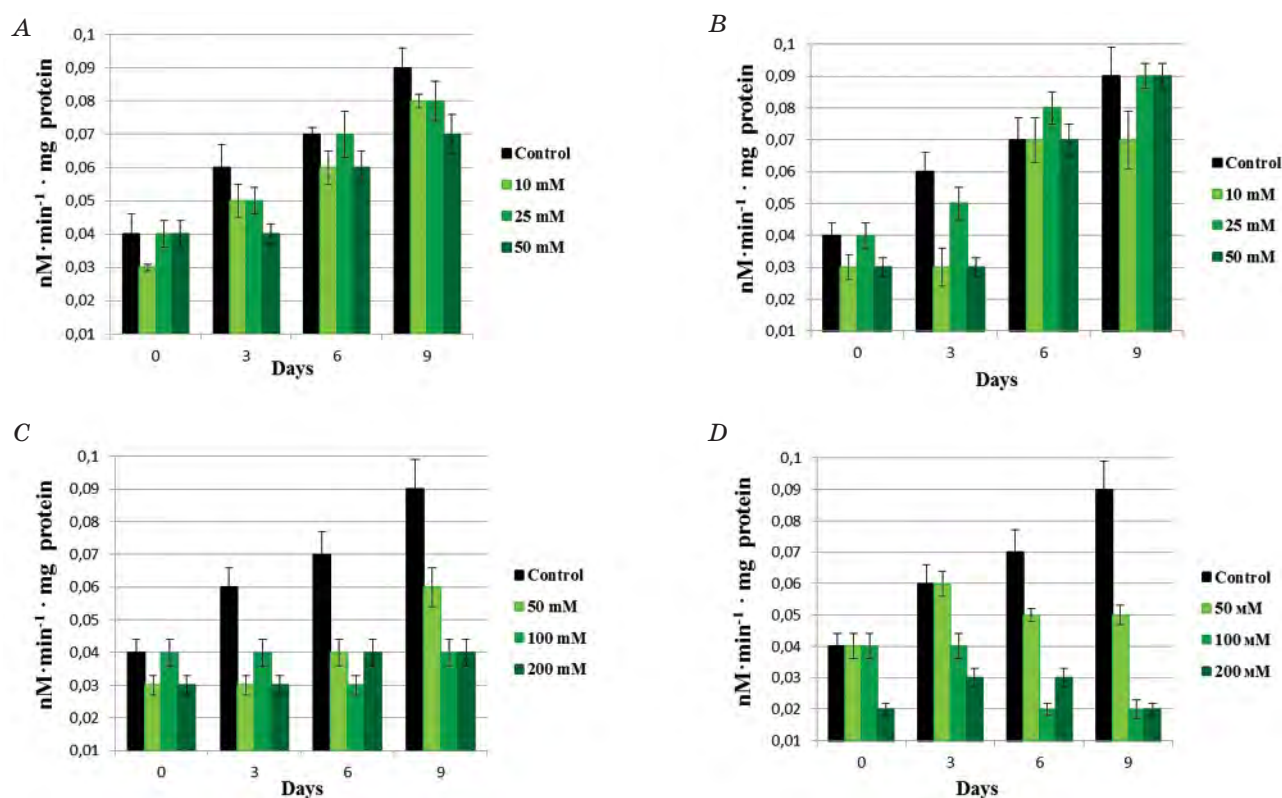 A
nM·min⁻¹ · mg protein
0,1
0,09
0,08
0,07
0,06
0,05
0,04
0,03
0,02
0,01
0 3 6 9
Days
Control
10 mM
25 mM
50 mM
B
nM·min⁻¹ · mg protein
0,1
0,09
0,08
0,07
0,06
0,05
0,04
0,03
0,02
0,01
0 3 6 9
Days
Control
10 mM
25 mM
50 mM
C
nM·min⁻¹ · mg protein
0,1
0,09
0,08
0,07
0,06
0,05
0,04
0,03
0,02
0,01
0 3 6 9
Days
Control
50 mM
100 mM
200 mM
D
nM·min⁻¹ · mg protein
0,1
0,09
0,08
0,07
0,06
0,05
0,04
0,03
0,02
0,01
0 3 6 9
Days
Control
50 мМ
100 мМ
200 мМ